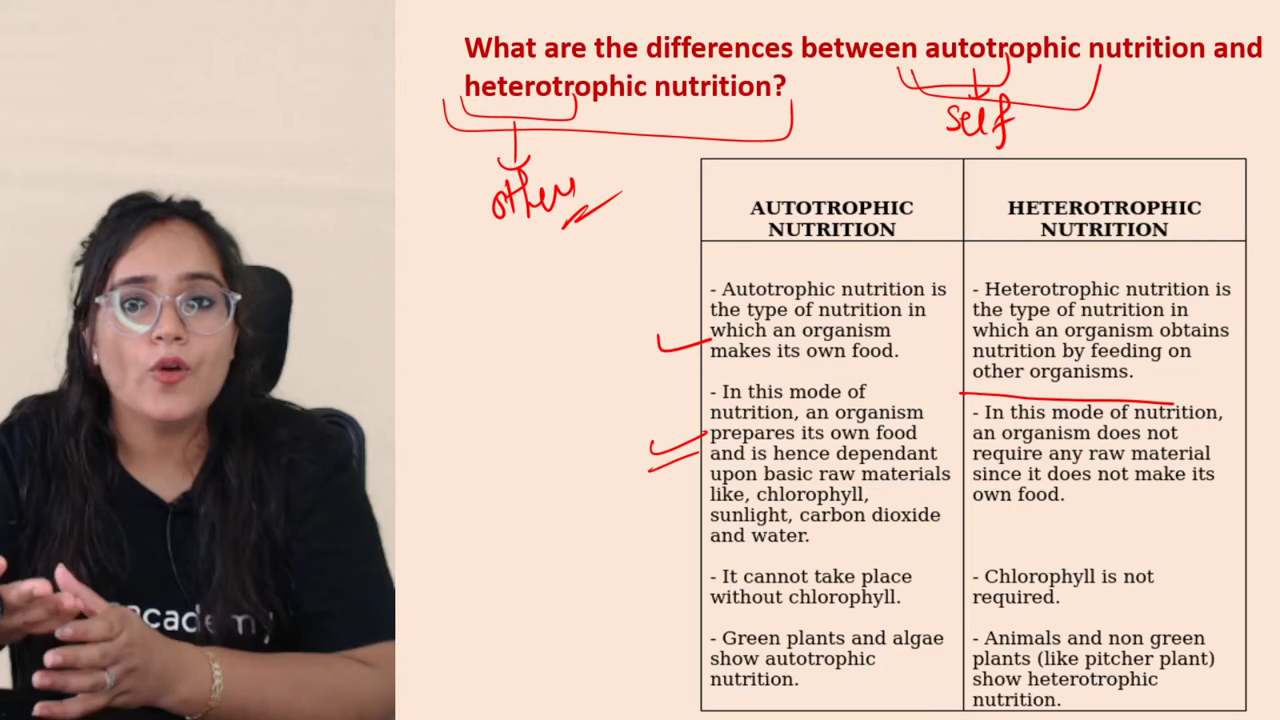 What are the differences between autotrophic nutrition and
heterotrophic nutrition?
self
others
AUTOTROPHIC
NUTRITION
- Autotrophic nutrition is
the type of nutrition in
which an organism
makes its own food.
- In this mode of
nutrition, an organism
prepares its own food
and is hence dependant
upon basic raw materials
like, chlorophyll,
sunlight, carbon dioxide
and water.
- It cannot take place
without chlorophyll.
- Green plants and algae
show autotrophic
nutrition.
HETEROTROPHIC
NUTRITION
- Heterotrophic nutrition is
the type of nutrition in
which an organism obtains
nutrition by feeding on
other organisms.
- In this mode of nutrition,
an organism does not
require any raw material
since it does not make its
own food.
- Chlorophyll is not
required.
- Animals and non green
plants (like pitcher plant)
show heterotrophic
nutrition.